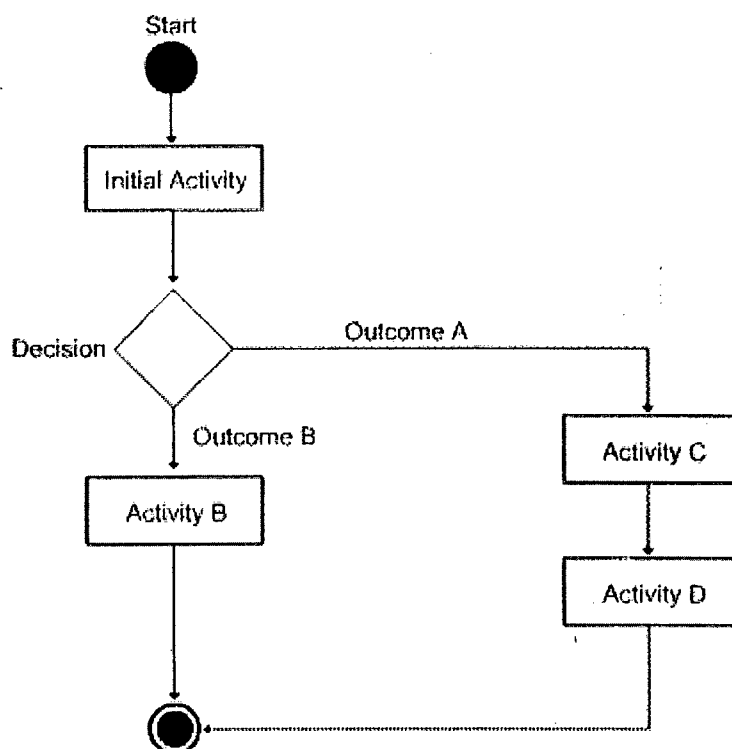 Start
Initial Activity
Decision
Outcome A
Outcome B
Activity C
Activity B
Activity D